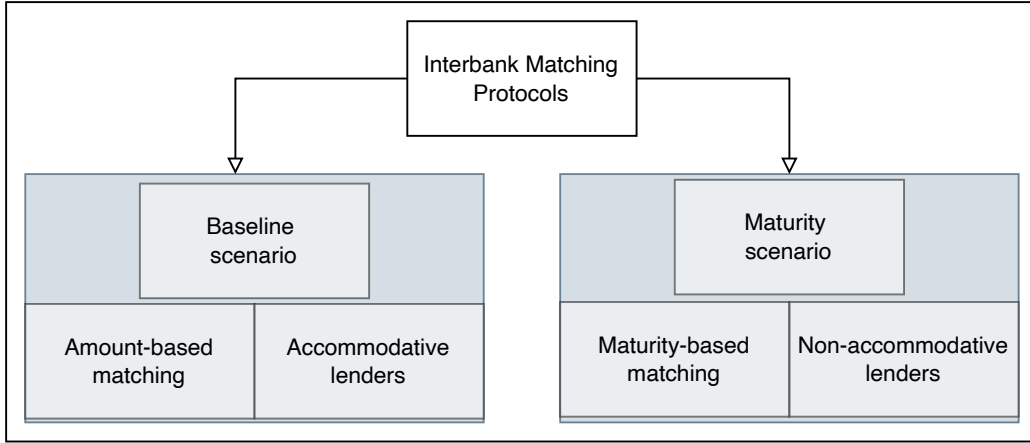 Interbank Matching
Protocols
Baseline
scenario
Maturity
scenario
Amount-based
matching
Accommodative
lenders
Maturity-based
matching
Non-accommodative
lenders